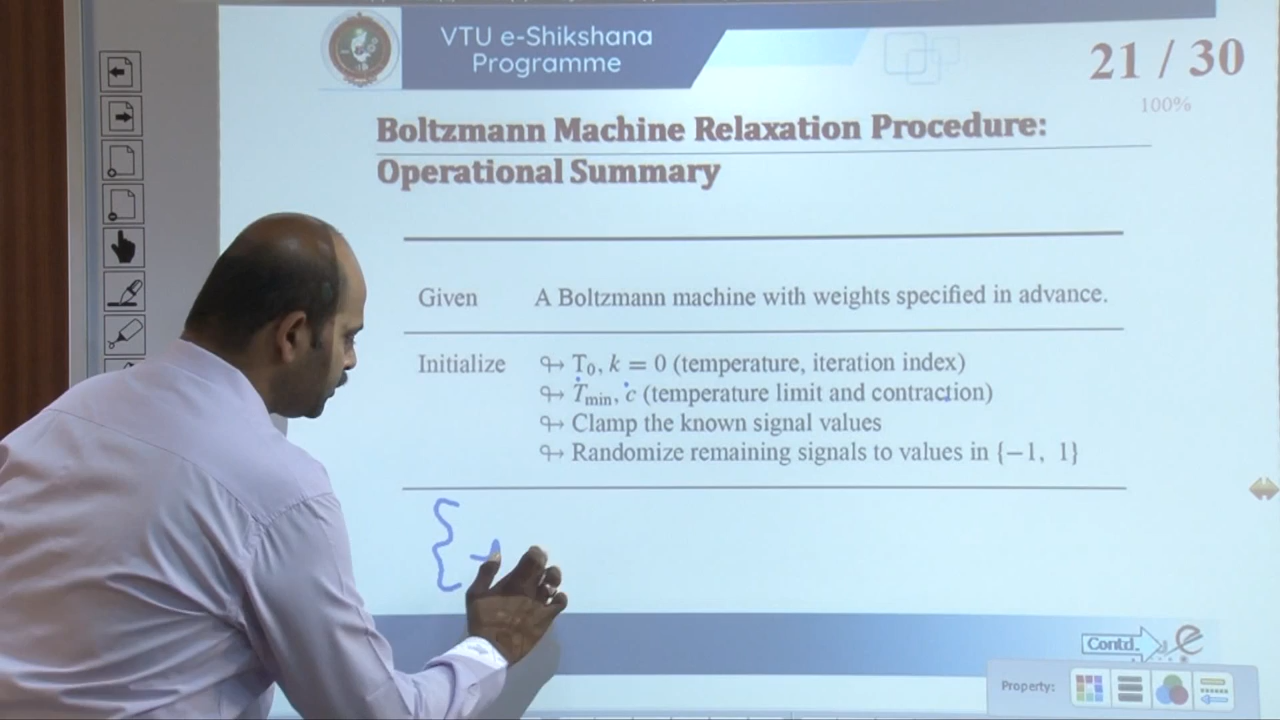 VTU e-Shikshana
Programme
21 / 30
100%
Boltzmann Machine Relaxation Procedure:
Operational Summary
Given A Boltzmann machine with weights specified in advance.
Initialize ↬ T₀, k = 0 (temperature, iteration index)
↬ Tmin, c (temperature limit and contraction)
↬ Clamp the known signal values
↬ Randomize remaining signals to values in {−1, 1}
{
Contd.
e
Property: